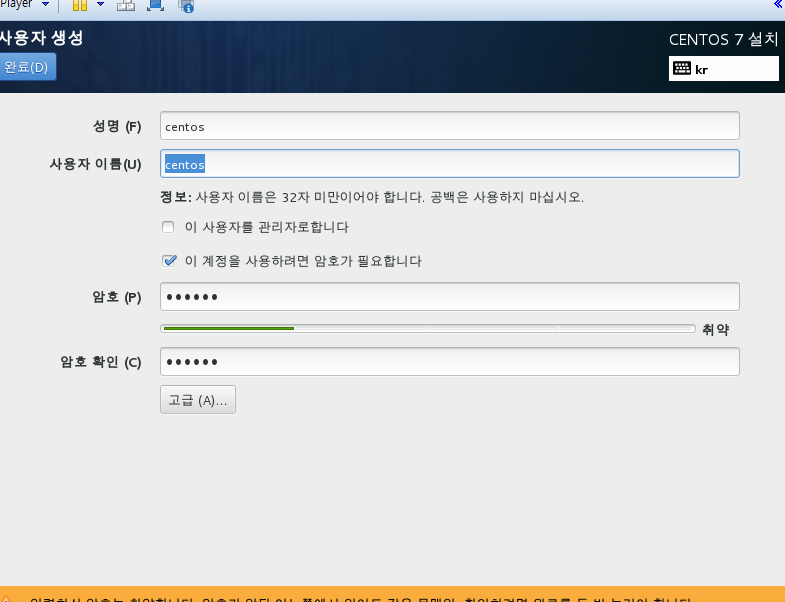 Player
사용자 생성
CENTOS 7 설치
완료(D)
kr
성명 (F)
centos
사용자 이름(U)
centos
정보: 사용자 이름은 32자 미만이어야 합니다. 공백은 사용하지 마십시오.
이 사용자를 관리자로합니다
이 계정을 사용하려면 암호가 필요합니다
암호 (P)
••••••
취약
암호 확인 (C)
••••••
고급 (A)...